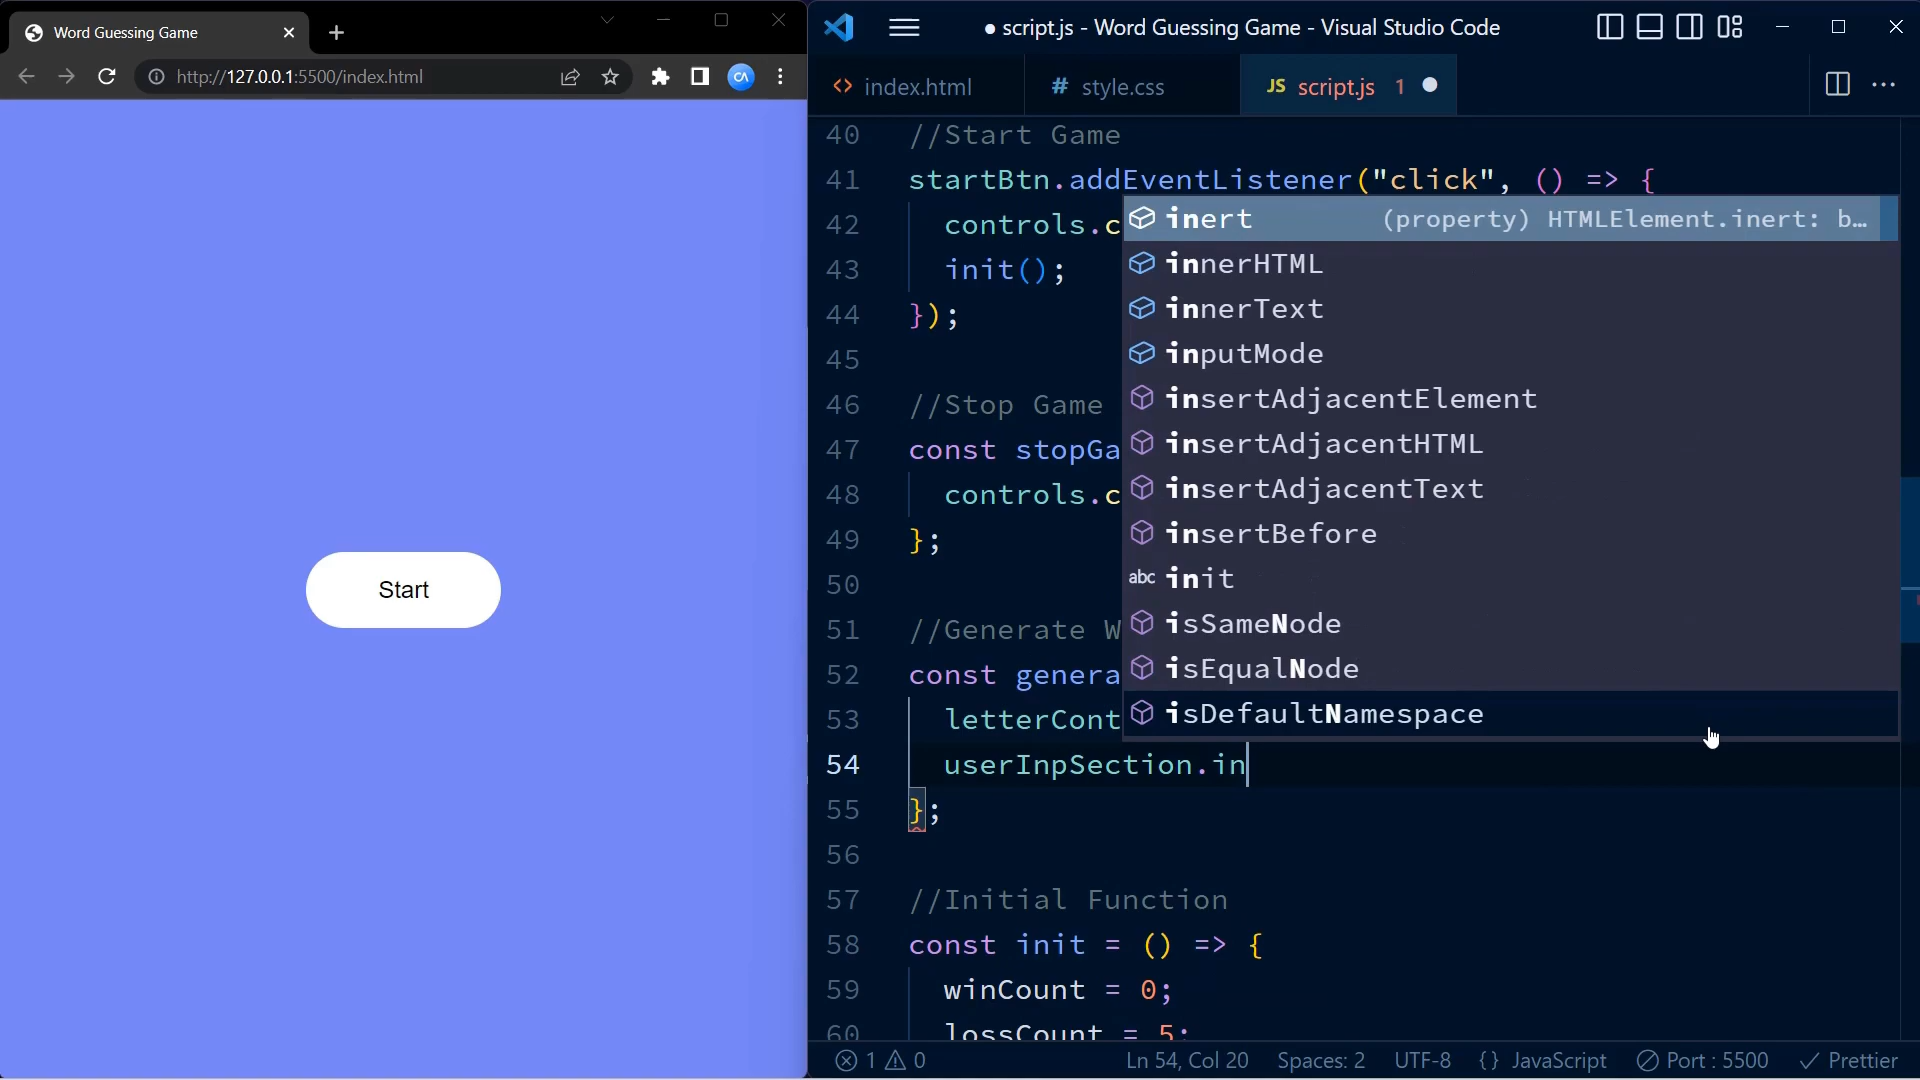 Word Guessing Game
http://127.0.0.1:5500/index.html
CA
Start
● script.js - Word Guessing Game - Visual Studio Code
<> index.html
# style.css
JS script.js 1
40 //Start Game
41 startBtn.addEventListener("click", () => {
42 controls.c
43 init();
44 });
45
46 //Stop Game
47 const stopGa
48 controls.c
49 };
50
51 //Generate W
52 const genera
53 letterCont
54 userInpSection.in
55 };
56
57 //Initial Function
58 const init = () => {
59 winCount = 0;
60 lossCount = 5;
inert (property) HTMLElement.inert: b…
innerHTML
innerText
inputMode
insertAdjacentElement
insertAdjacentHTML
insertAdjacentText
insertBefore
abc init
isSameNode
isEqualNode
isDefaultNamespace
1 0 Ln 54, Col 20 Spaces: 2 UTF-8 {} JavaScript Port : 5500 ✓ Prettier